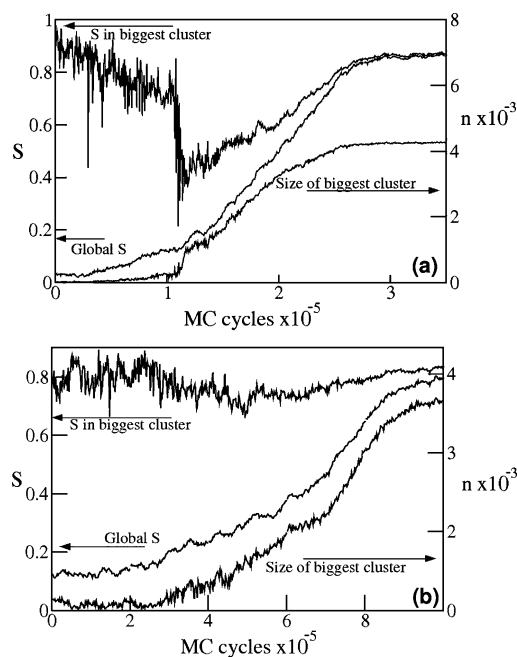 1
8
S in biggest cluster
0.8
6
0.6
S
n x10⁻³
4
0.4
Size of biggest cluster
0.2
2
Global S
(a)
0
0
0
1
2
3
MC cycles x10⁻⁵
0.8
4
S in biggest cluster
0.6
3
S
n x10⁻³
0.4
2
Global S
0.2
Size of biggest cluster
1
(b)
0
0
0
2
4
6
8
MC cycles x10⁻⁵